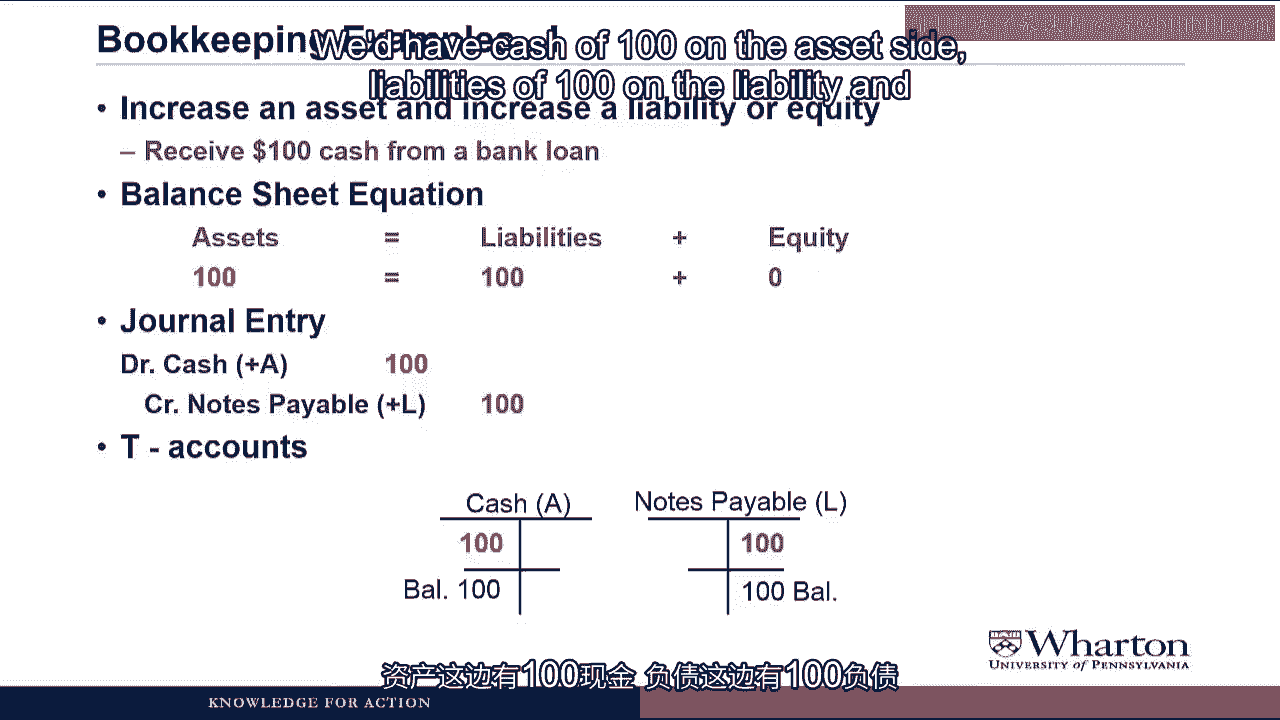 We'd have cash of 100 on the asset side,
liabilities of 100 on the liability and
• Increase an asset and increase a liability or equity
– Receive $100 cash from a bank loan
• Balance Sheet Equation
Assets = Liabilities + Equity
100 = 100 + 0
• Journal Entry
Dr. Cash (+A) 100
Cr. Notes Payable (+L) 100
• T - accounts
Cash (A) Notes Payable (L)
100 100
Bal. 100 100 Bal.
Wharton
UNIVERSITY of PENNSYLVANIA
资产这边有100现金 负债这边有100负债
KNOWLEDGE FOR ACTION